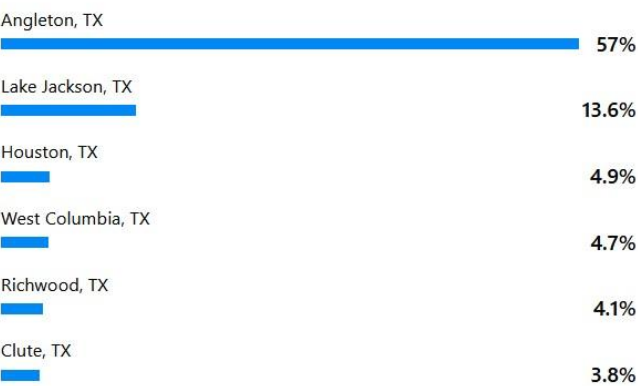 Angleton, TX
57%
Lake Jackson, TX
13.6%
Houston, TX
4.9%
West Columbia, TX
4.7%
Richwood, TX
4.1%
Clute, TX
3.8%